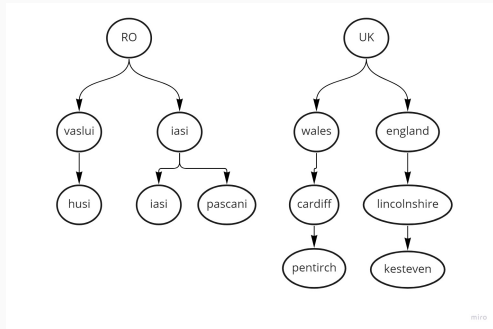 RO
UK
vaslui
iasi
wales
england
husi
iasi
pascani
cardiff
lincolnshire
pentirch
kesteven
miro